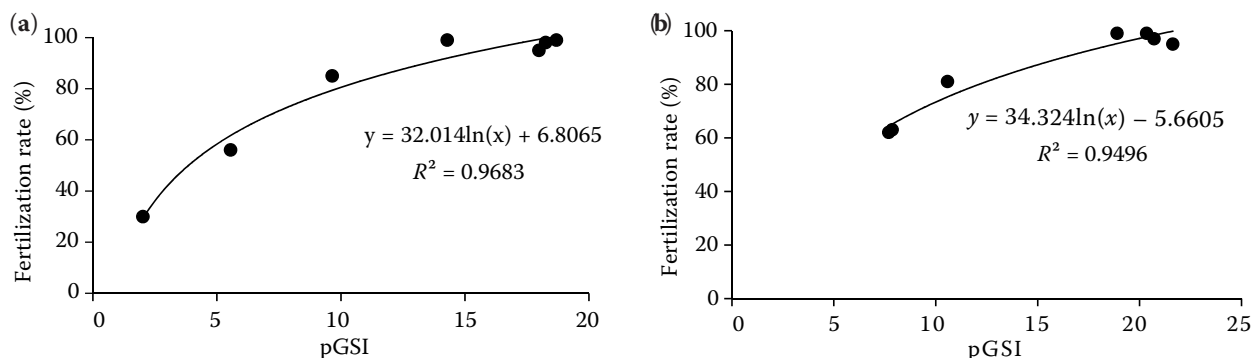 (a)
Fertilization rate (%)
100
80
60
40
20
0
y = 32.014ln(x) + 6.8065
R² = 0.9683
0 5 10 15 20
pGSI
(b)
Fertilization rate (%)
100
80
60
40
20
0
y = 34.324ln(x) – 5.6605
R² = 0.9496
0 5 10 15 20 25
pGSI